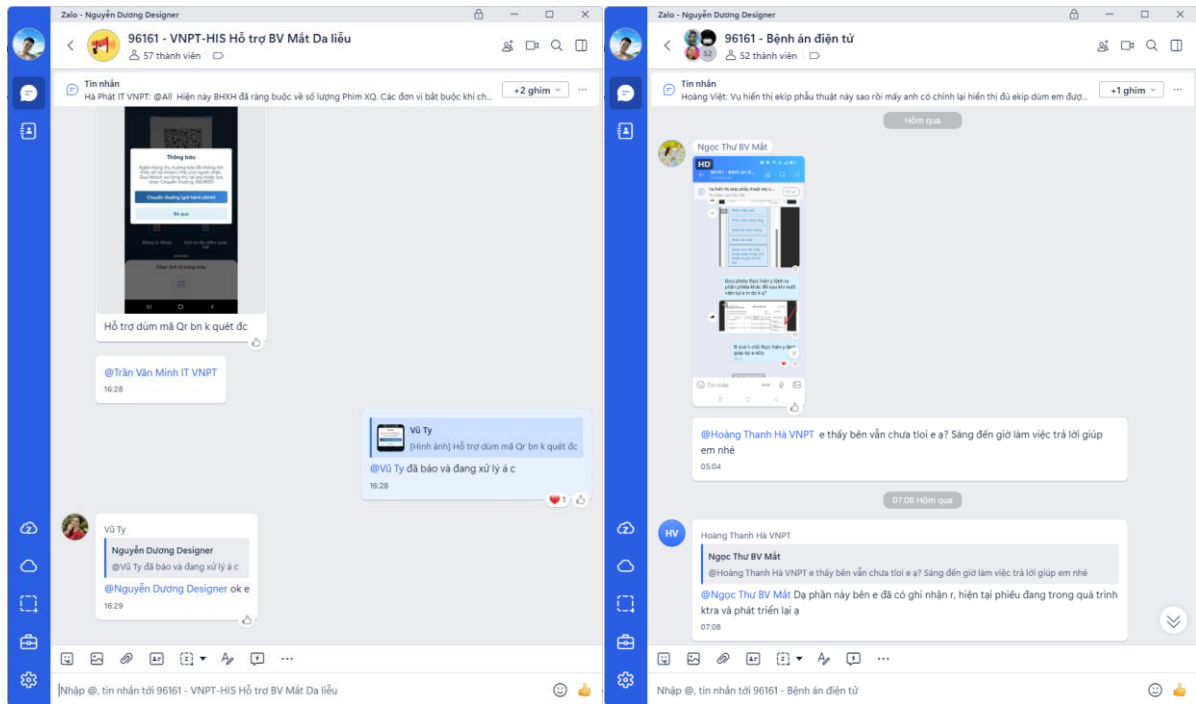 Zalo - Nguyễn Dương Designer
96161 - VNPT-HIS Hỗ trợ BV Mắt Da liễu
57 thành viên
Tin nhắn
Hà Phát IT VNPT: @All Hiện này BHXH đã ràng buộc về số lượng Phim XQ. Các đơn vị bắt buộc khi ch...
+2 ghim
Thông báo
Chuyển thường (giờ hành chính)
Bỏ qua
Hỗ trợ dùm mã Qr bn k quét đc
@Trần Văn Minh IT VNPT
16:28
Vũ Ty
[Hình ảnh] Hỗ trợ dùm mã Qr bn k quét đc
@Vũ Ty đã báo và đang xử lý á c
16:28
1
Vũ Ty
Nguyễn Dương Designer
@Vũ Ty đã báo và đang xử lý á c
@Nguyễn Dương Designer ok e
16:29
Nhập @, tin nhắn tới 96161 - VNPT-HIS Hỗ trợ BV Mắt Da liễu
Zalo - Nguyễn Dương Designer
52
96161 - Bệnh án điện tử
52 thành viên
Tin nhắn
Hoàng Việt: Vụ hiển thị ekip phẫu thuật này sao rồi mấy anh có chỉnh lại hiển thị đủ ekip dùm em đượ...
+1 ghim
Hôm qua
Ngọc Thư BV Mắt
HD
96161 - Bệnh án đ...
Tin nhắn
@Hoàng Thanh Hà VNPT e thấy bên vẫn chưa tloi e ạ? Sáng đến giờ làm việc trả lời giúp
em nhé
05:04
07:08 Hôm qua
HV
Hoàng Thanh Hà VNPT
Ngọc Thư BV Mắt
@Hoàng Thanh Hà VNPT e thấy bên vẫn chưa tloi e ạ? Sáng đến giờ làm việc trả lời giúp em nhé
@Ngọc Thư BV Mắt Dạ phần này bên e đã có ghi nhận r, hiện tại phiếu đang trong quá trình
ktra và phát triển lại ạ
07:08
Nhập @, tin nhắn tới 96161 - Bệnh án điện tử